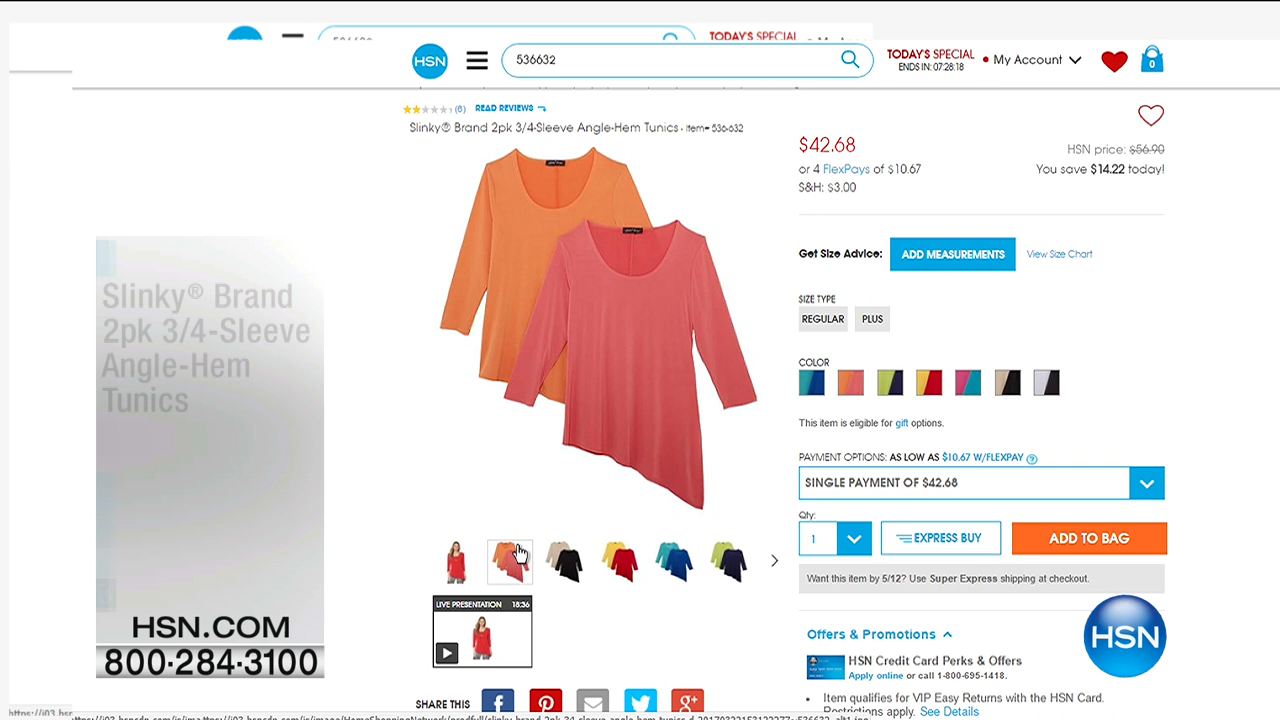 TODAY'S SPECIAL
HSN
536632
TODAY'S SPECIAL
ENDS IN: 07:28:18
My Account
0
(6) READ REVIEWS
Slinky® Brand 2pk 3/4-Sleeve Angle-Hem Tunics • Item# 536-632
$42.68
HSN price: $56.90
or 4 FlexPays of $10.67
You save $14.22 today!
S&H: $3.00
Get Size Advice:
ADD MEASUREMENTS
View Size Chart
SIZE TYPE
REGULAR
PLUS
COLOR
This item is eligible for gift options.
PAYMENT OPTIONS: AS LOW AS $10.67 W/FLEXPAY ?
SINGLE PAYMENT OF $42.68
Qty:
1
EXPRESS BUY
ADD TO BAG
Want this item by 5/12? Use Super Express shipping at checkout.
Offers & Promotions
HSN
HSN Credit Card Perks & Offers
Apply online or call 1-800-695-1418.
• Item qualifies for VIP Easy Returns with the HSN Card.
Restrictions apply. See Details
LIVE PRESENTATION 18:36
SHARE THIS
Slinky® Brand
2pk 3/4-Sleeve
Angle-Hem
Tunics
HSN.COM
800·284·3100